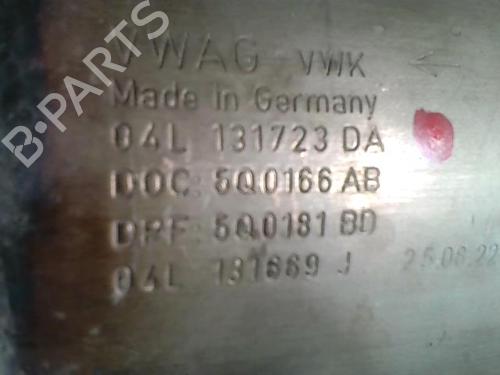 VWAG VWK
Made in Germany
04L 131723 DA
DOC: 5Q0166 AB
DPF: 5Q0181 BD
04L 131669 J 25.06.22
B-PARTS